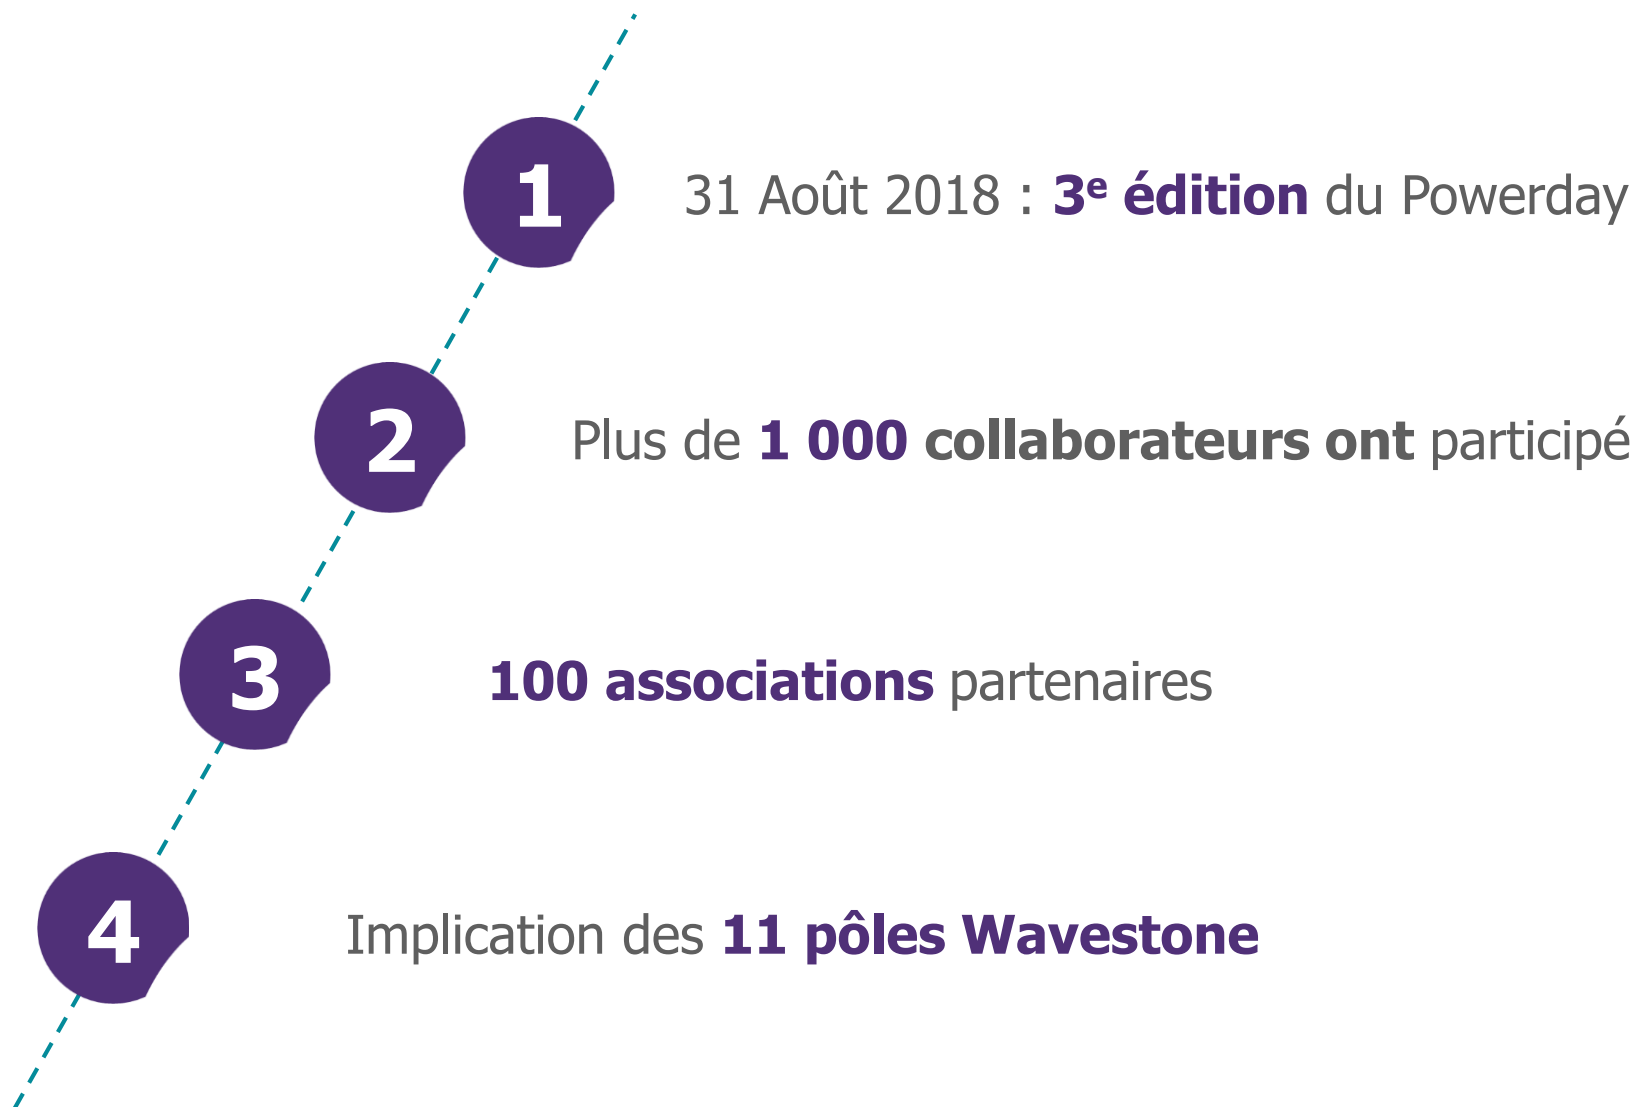 1
31 Août 2018 : 3e édition du Powerday
2
Plus de 1 000 collaborateurs ont participé
3
100 associations partenaires
4
Implication des 11 pôles Wavestone